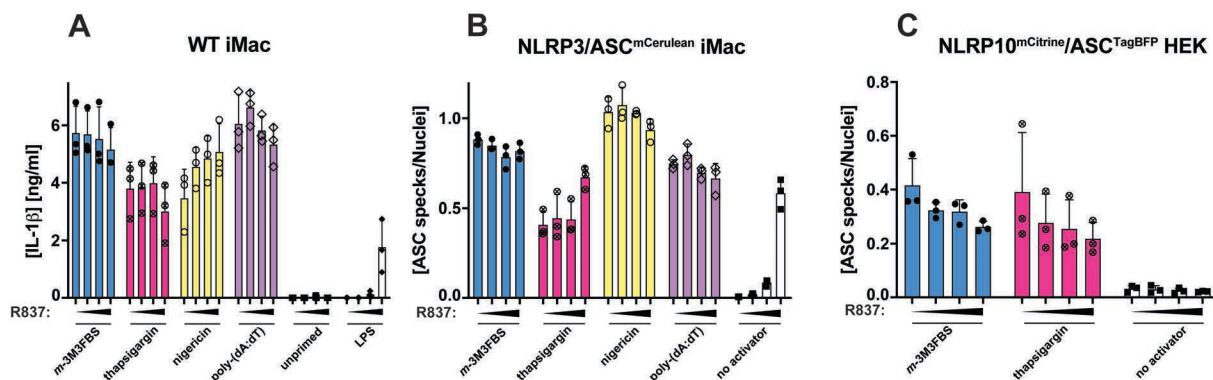 A
WT iMac
[IL-1β] [ng/ml]
6
4
2
0
R837:
m-3M3FBS
thapsigargin
nigericin
poly-(dA:dT)
unprimed
LPS
B
NLRP3/ASCmCerulean iMac
[ASC specks/Nuclei]
1.0
0.5
0.0
R837:
m-3M3FBS
thapsigargin
nigericin
poly-(dA:dT)
no activator
C
NLRP10mCitrine/ASCTagBFP HEK
[ASC specks/Nuclei]
0.8
0.6
0.4
0.2
0.0
R837:
m-3M3FBS
thapsigargin
no activator